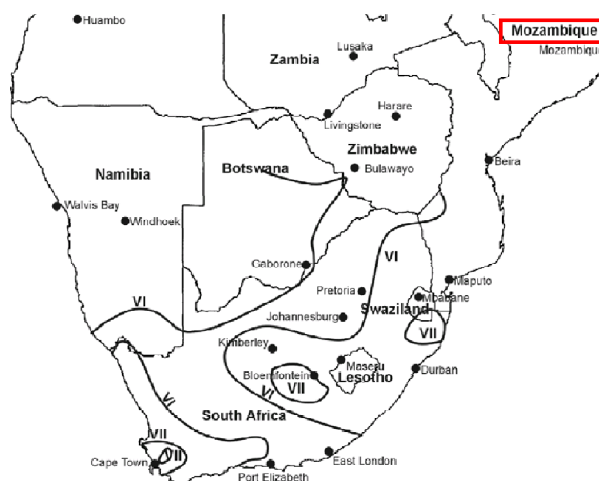 Huambo
Mozambique
Mozambique
Lusaka
Zambia
Harare
Livingstone
Zimbabwe
Beira
Botswana
Bulawayo
Namibia
Walvis Bay
Windhoek
VI
Gaborone
Maputo
Pretoria
Mbabane
VI
Swaziland
Johannesburg
VII
Kimberley
Maseru
Bloemfontein
Lesotho
Durban
VII
VI
VI
South Africa
VII
VII
Cape Town
East London
Port Elizabeth